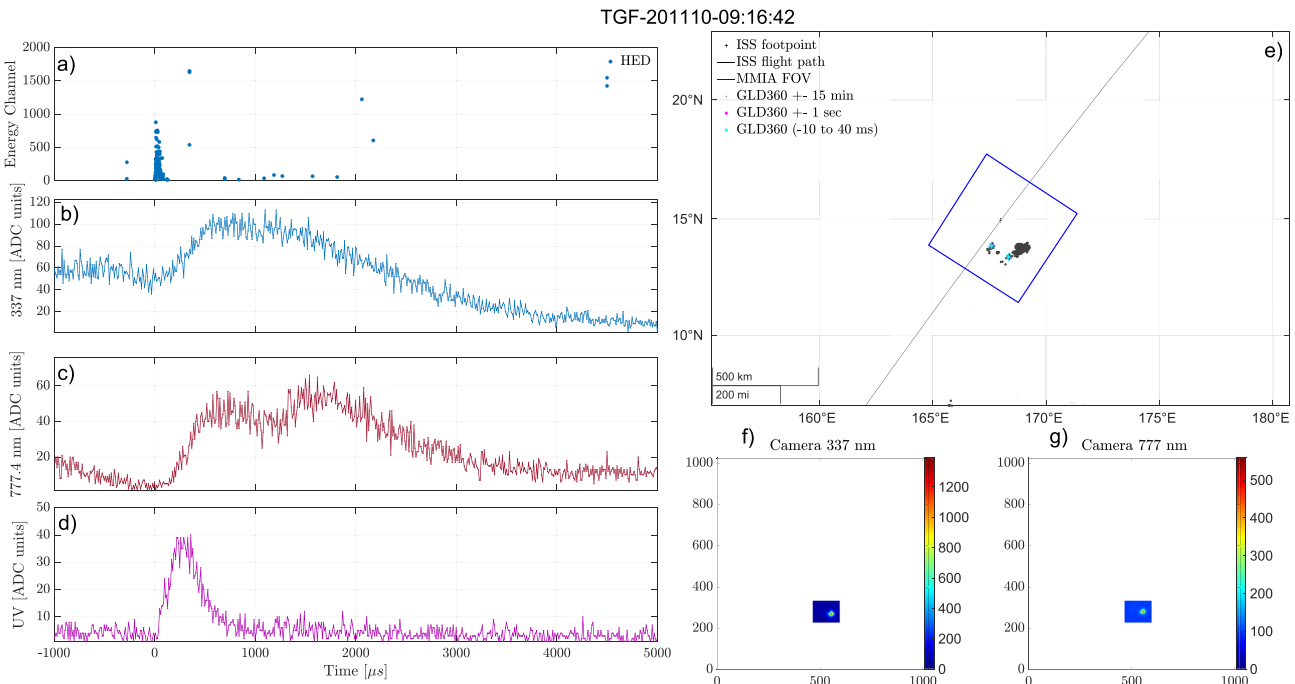 TGF-201110-09:16:42
a)
Energy Channel
2000
1500
1000
500
0
HED
b)
337 nm [ADC units]
120
100
80
60
40
20
c)
777.4 nm [ADC units]
60
40
20
d)
UV [ADC units]
50
40
30
20
10
-1000 0 1000 2000 3000 4000 5000
Time [μs]
e)
ISS footpoint
ISS flight path
MMIA FOV
GLD360 +- 15 min
GLD360 +- 1 sec
GLD360 (-10 to 40 ms)
20°N
15°N
10°N
500 km
200 mi
160°E 165°E 170°E 175°E 180°E
f)
Camera 337 nm
1000
800
600
400
200
0
0 500 1000
1200
1000
800
600
400
200
0
g)
Camera 777 nm
1000
800
600
400
200
0
0 500 1000
500
400
300
200
100
0